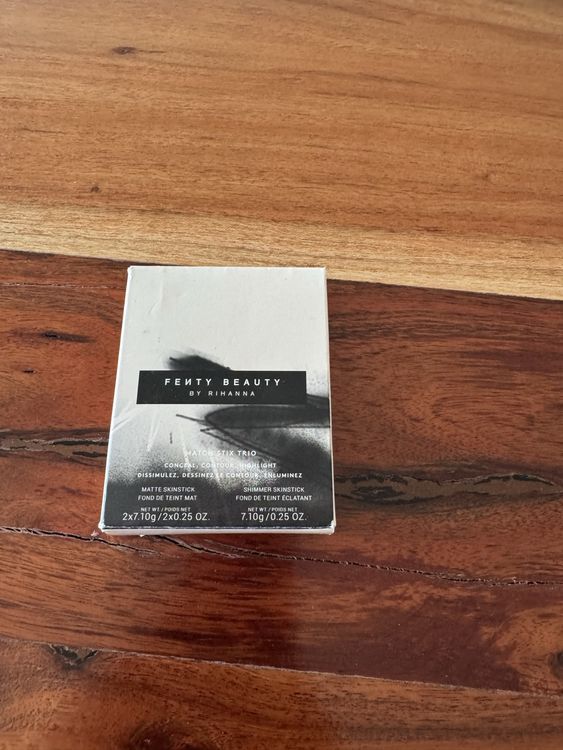 FEИTY BEAUTY
BY RIHANNA
MATCH STIX TRIO
CONCEAL, CONTOUR, HIGHLIGHT
DISSIMULEZ, DESSINEZ LE CONTOUR, ENLUMINEZ
MATTE SKINSTICK
FOND DE TEINT MAT
NET WT / POIDS NET
2x7.10g / 2x0.25 OZ.
SHIMMER SKINSTICK
FOND DE TEINT ÉCLATANT
NET WT / POIDS NET
7.10g / 0.25 OZ.